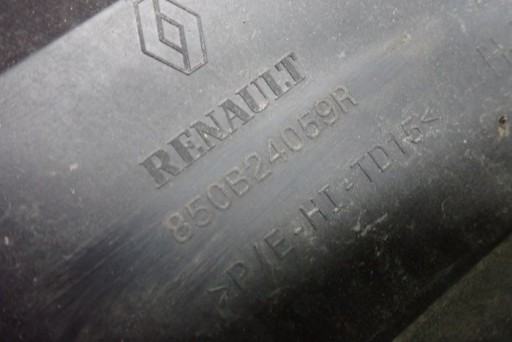 RENAULT
850B24059R
>P/E-HI-TD15<